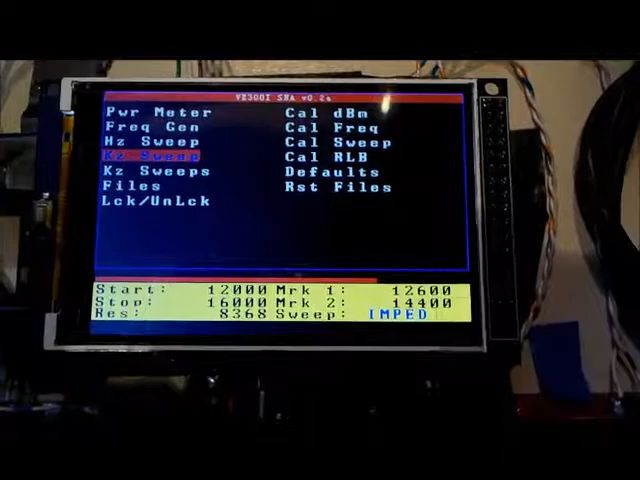 VE3OOI SNA v0.2a
Pwr Meter Cal dBm
Freq Gen Cal Freq
Hz Sweep Cal Sweep
Kz Sweep Cal RLB
Kz Sweeps Defaults
Files Rst Files
Lck/UnLck
Start: 12000 Mrk 1: 12600
Stop: 16000 Mrk 2: 14400
Res: 8368 Sweep: IMPED